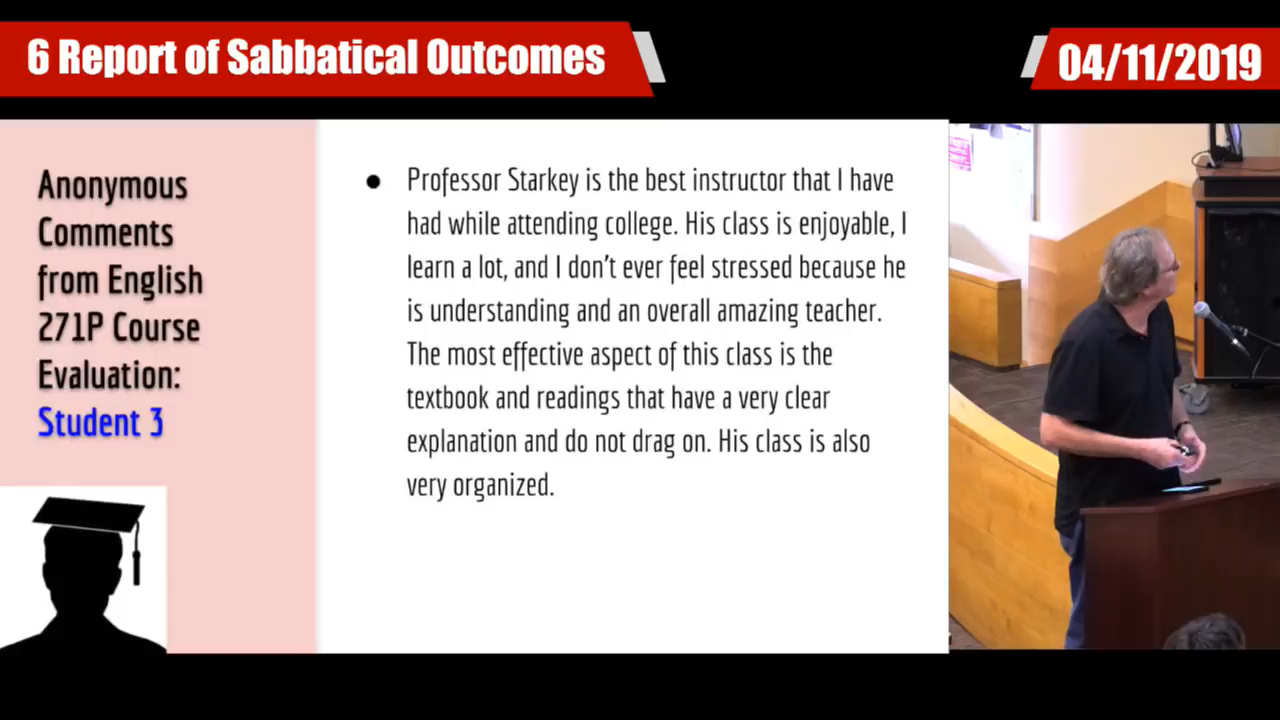 6 Report of Sabbatical Outcomes
04/11/2019
Anonymous
Comments
from English
271P Course
Evaluation:
Student 3
● Professor Starkey is the best instructor that I have
had while attending college. His class is enjoyable, I
learn a lot, and I don't ever feel stressed because he
is understanding and an overall amazing teacher.
The most effective aspect of this class is the
textbook and readings that have a very clear
explanation and do not drag on. His class is also
very organized.